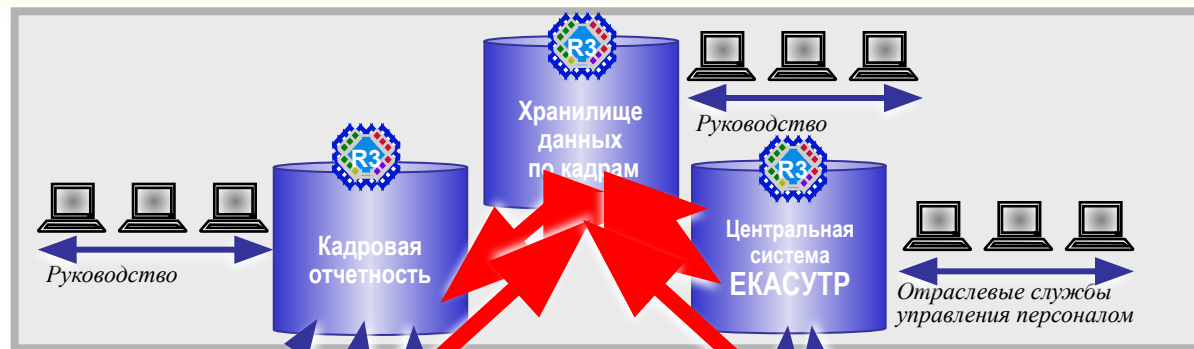 R3
Хранилище
данных
по кадрам
Руководство
R3
Кадровая
отчетность
Руководство
R3
Центральная
система
ЕКАСУТР
Отраслевые службы
управления персоналом